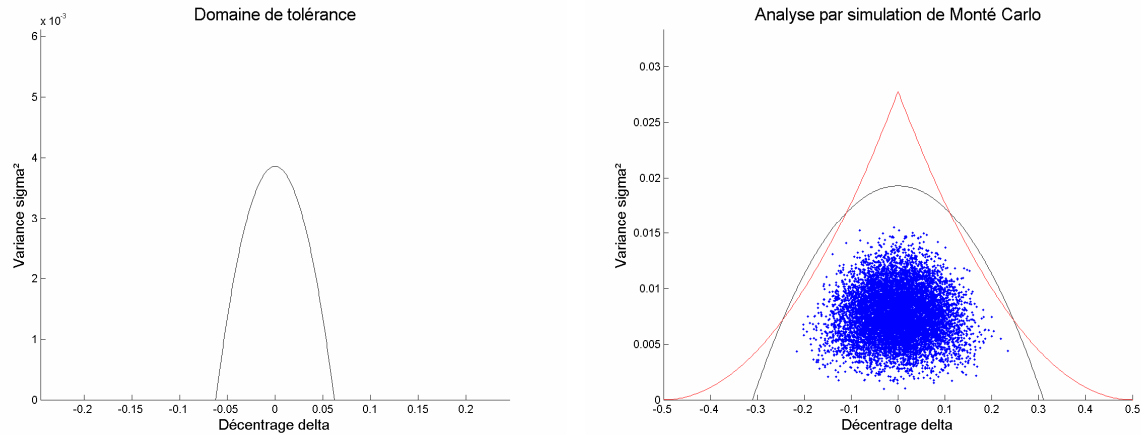 Domaine de tolérance
x 10⁻³
6
5
4
3
2
1
0
Variance sigma²
-0.2 -0.15 -0.1 -0.05 0 0.05 0.1 0.15 0.2
Décentrage delta
Analyse par simulation de Monté Carlo
0.03
0.025
0.02
0.015
0.01
0.005
0
Variance sigma²
-0.5 -0.4 -0.3 -0.2 -0.1 0 0.1 0.2 0.3 0.4 0.5
Décentrage delta